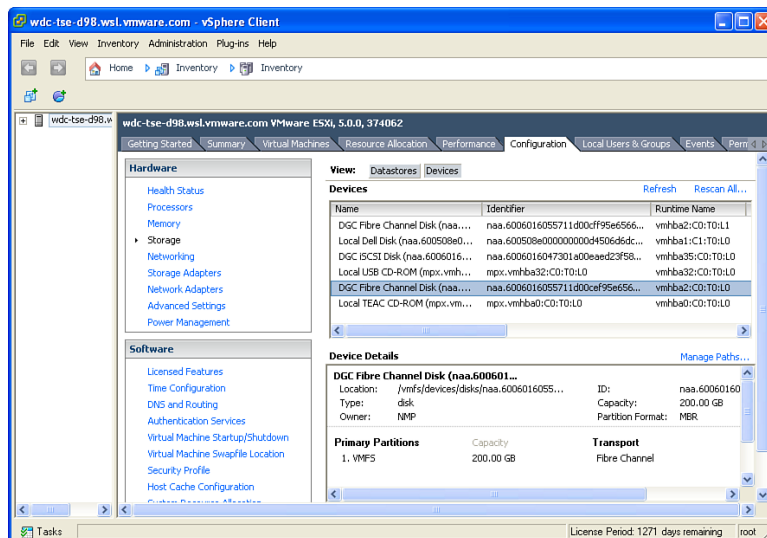 wdc-tse-d98.wsl.vmware.com - vSphere Client
File Edit View Inventory Administration Plug-ins Help
Home Inventory Inventory
wdc-tse-d98.w
wdc-tse-d98.wsl.vmware.com VMware ESXi, 5.0.0, 374062
Getting Started Summary Virtual Machines Resource Allocation Performance Configuration Local Users & Groups Events Perm
Hardware
Health Status
Processors
Memory
Storage
Networking
Storage Adapters
Network Adapters
Advanced Settings
Power Management
Software
Licensed Features
Time Configuration
DNS and Routing
Authentication Services
Virtual Machine Startup/Shutdown
Virtual Machine Swapfile Location
Security Profile
Host Cache Configuration
View: Datastores Devices
Devices Refresh Rescan All...
Name Identifier Runtime Name
DGC Fibre Channel Disk (naa.... naa.6006016055711d00cff95e6566... vmhba2:C0:T0:L1
Local Dell Disk (naa.600508e0... naa.600508e000000000d4506d6dc... vmhba1:C1:T0:L0
DGC iSCSI Disk (naa.6006016... naa.6006016047301a00eaed23f58... vmhba35:C0:T0:L0
Local USB CD-ROM (mpx.vmh... mpx.vmhba32:C0:T0:L0 vmhba32:C0:T0:L0
DGC Fibre Channel Disk (naa.... naa.6006016055711d00cef95e656... vmhba2:C0:T0:L0
Local TEAC CD-ROM (mpx.vm... mpx.vmhba0:C0:T0:L0 vmhba0:C0:T0:L0
Device Details Manage Paths...
DGC Fibre Channel Disk (naa.600601...
Location: /vmfs/devices/disks/naa.6006016055... ID: naa.60060160
Type: disk Capacity: 200.00 GB
Owner: NMP Partition Format: MBR
Primary Partitions Capacity Transport
1. VMFS 200.00 GB Fibre Channel
Tasks License Period: 1271 days remaining root